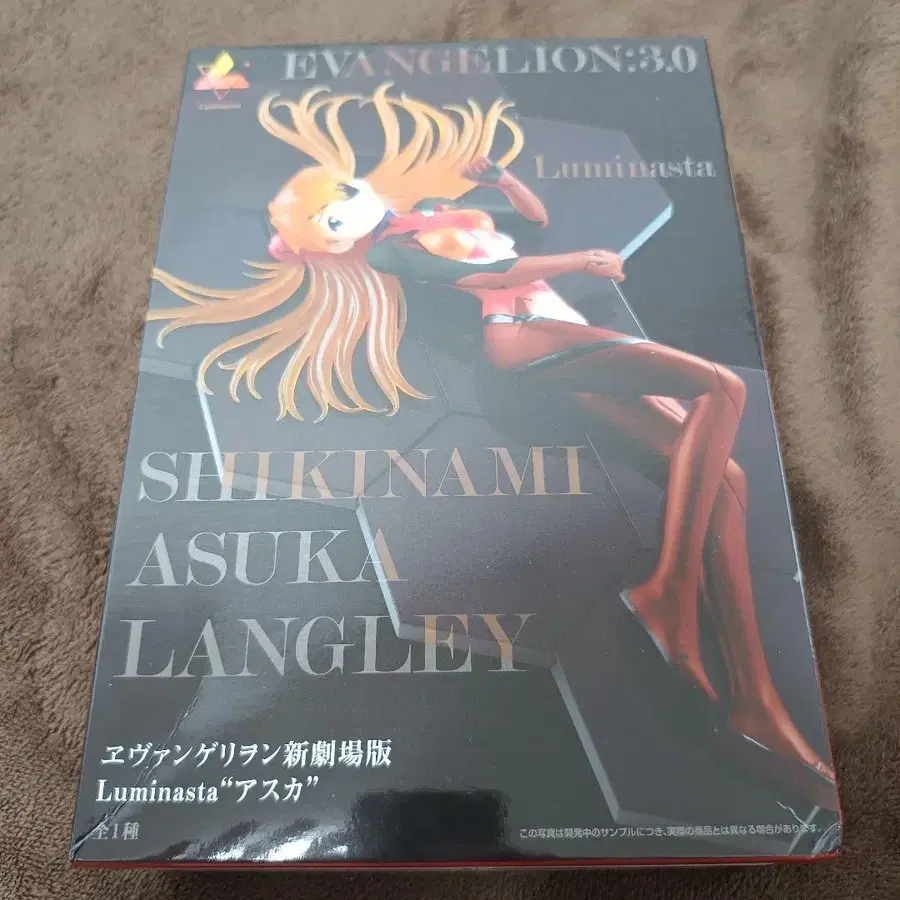 EVANGELION:3.0
Luminasta
SHIKINAMI
ASUKA
LANGLEY
ヱヴァンゲリヲン新劇場版
Luminasta“アスカ”
全1種
この写真は開発中のサンプルにつき、実際の商品とは異なる場合があります。